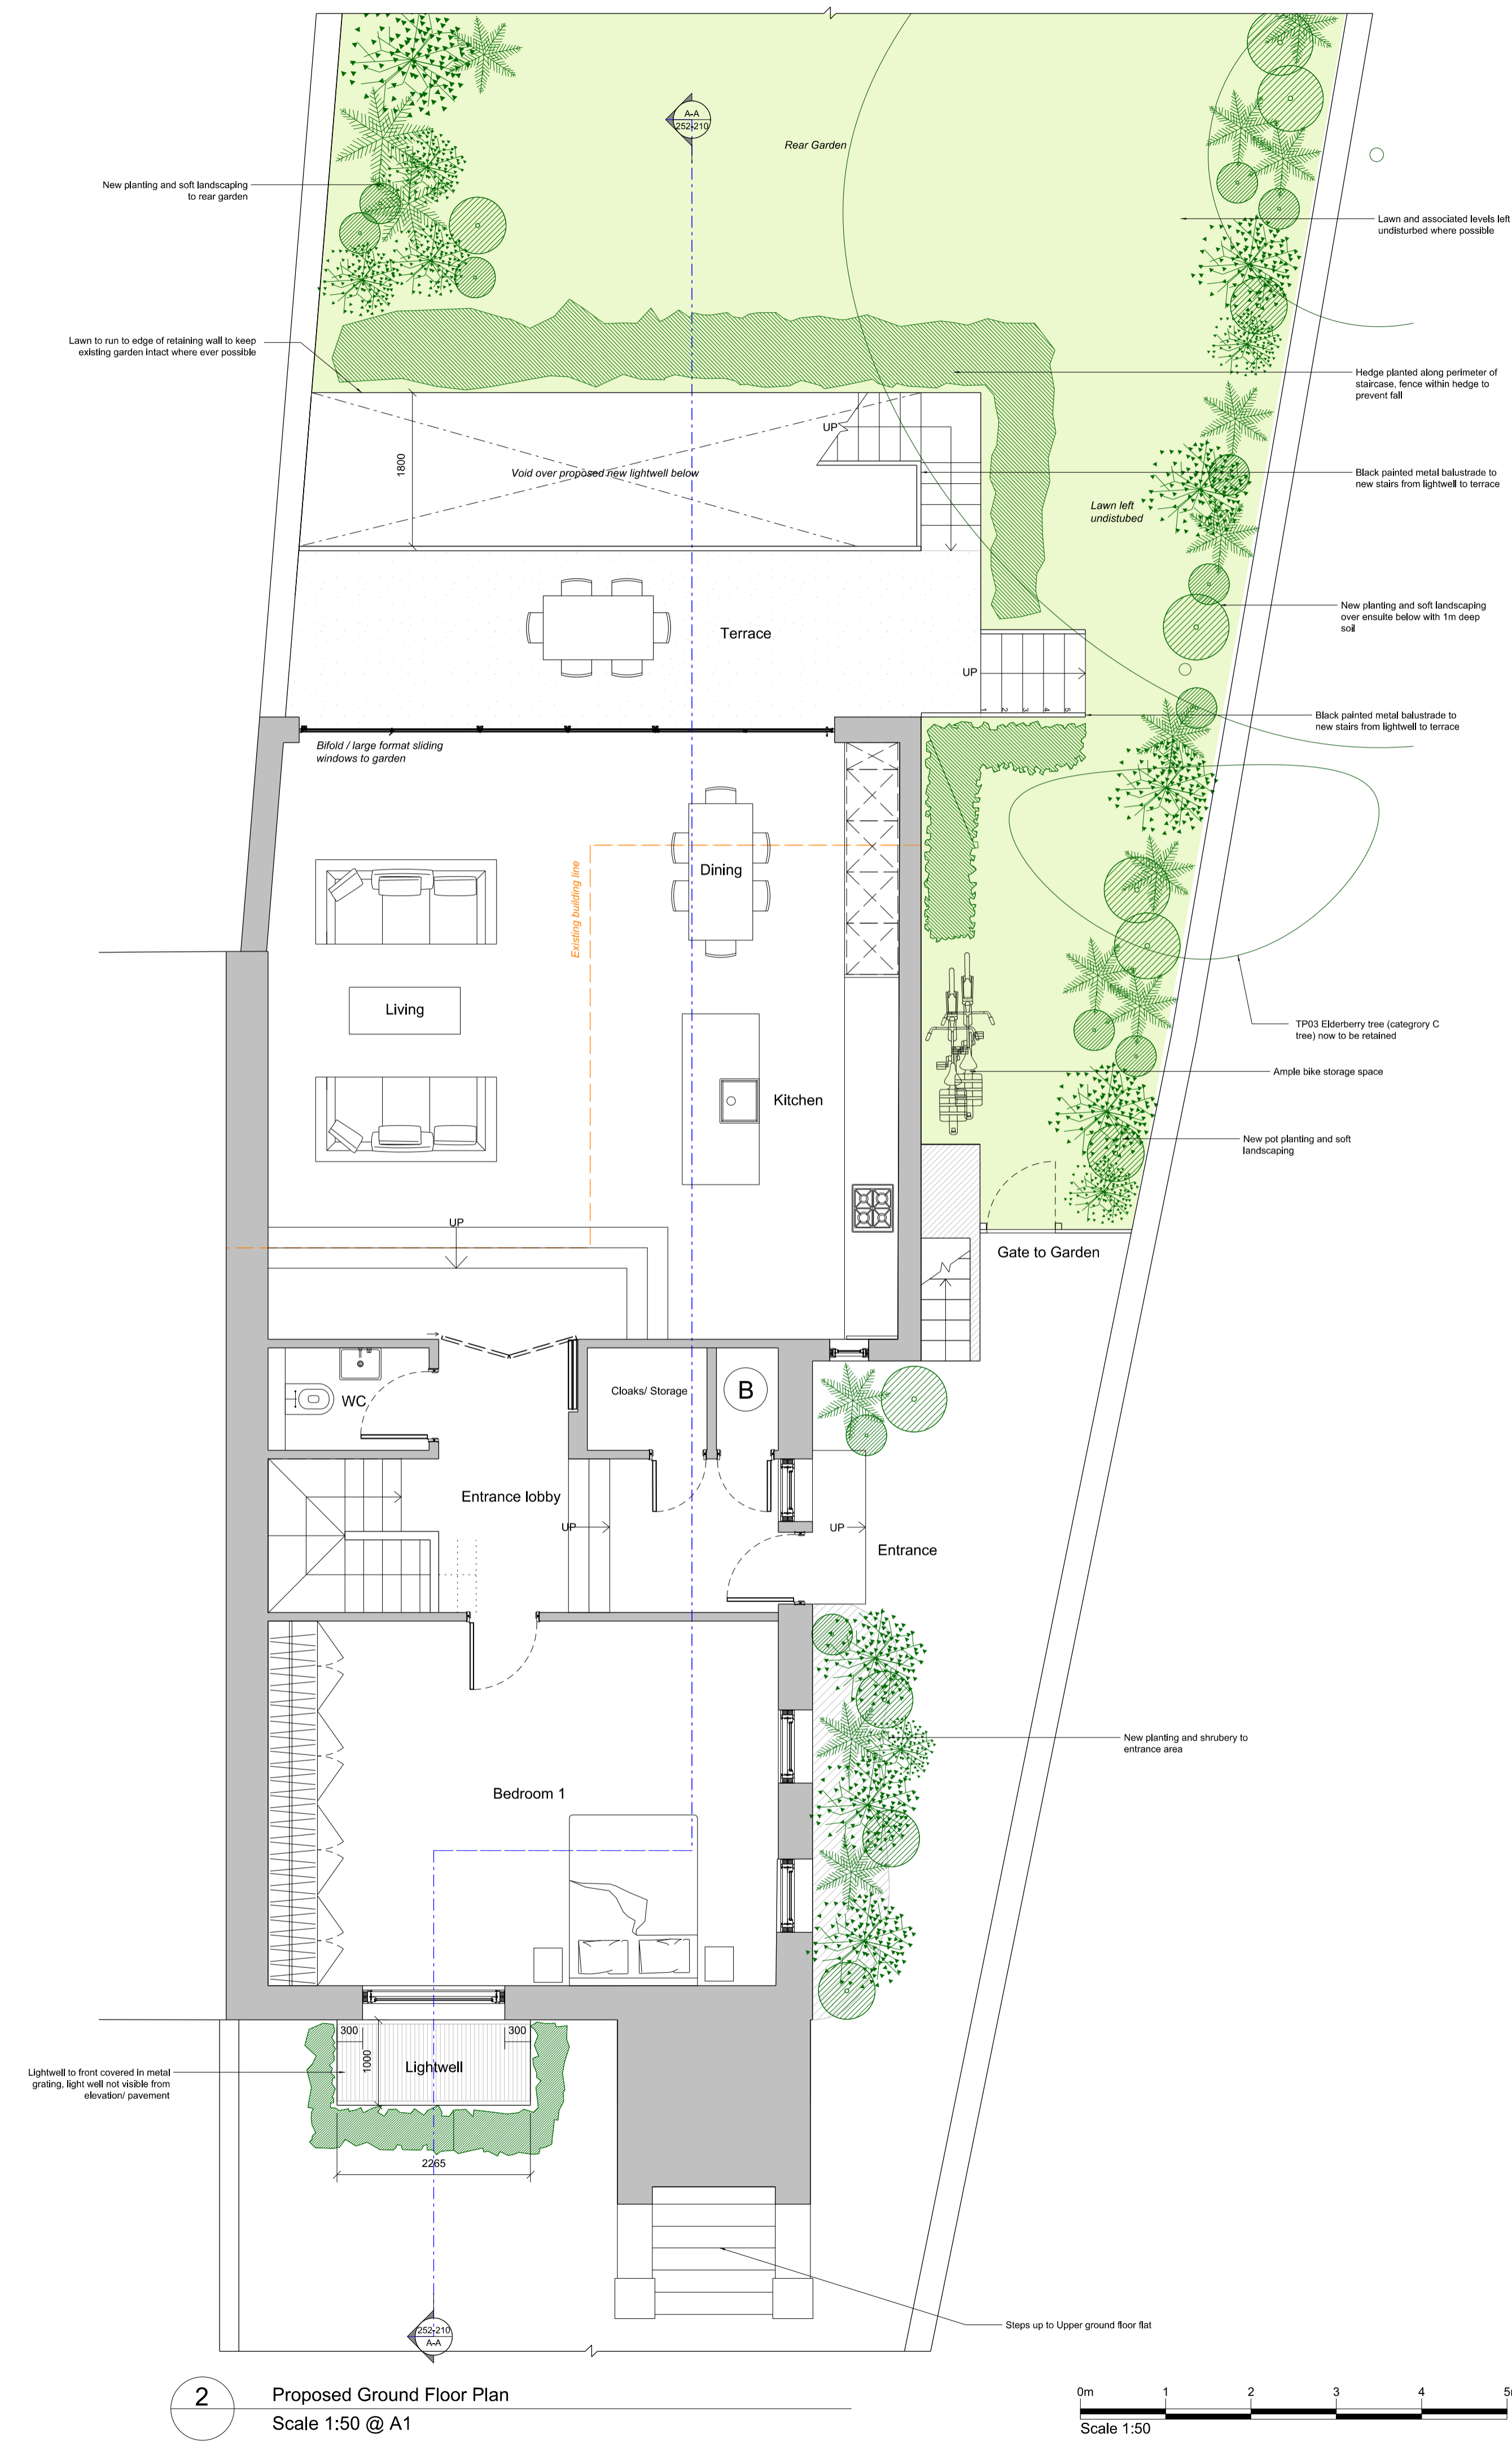 A-A
252-210
Rear Garden
New planting and soft landscaping
to rear garden
Lawn and associated levels left
undisturbed where possible
Lawn to run to edge of retaining wall to keep
existing garden intact where ever possible
Hedge planted along perimeter of
staircase, fence within hedge to
prevent fall
UP
1800
Void over proposed new lightwell below
Black painted metal balustrade to
new stairs from lightwell to terrace
Lawn left
undistubed
New planting and soft landscaping
over ensuite below with 1m deep
soil
Terrace
UP
1 2 3 4 5
Black painted metal balustrade to
new stairs from lightwell to terrace
Bifold / large format sliding
windows to garden
Existing building line
Dining
Living
TP03 Elderberry tree (categrory C
tree) now to be retained
Ample bike storage space
Kitchen
New pot planting and soft
landscaping
UP
Gate to Garden
WC
Cloaks/ Storage
B
Entrance lobby
UP
UP
Entrance
New planting and shrubery to
entrance area
Bedroom 1
300
300
1000
Lightwell
Lightwell to front covered in metal
grating, light well not visible from
elevation/ pavement
2265
Steps up to Upper ground floor flat
252-210
A-A
2
Proposed Ground Floor Plan
Scale 1:50 @ A1
0m 1 2 3 4 5m
Scale 1:50